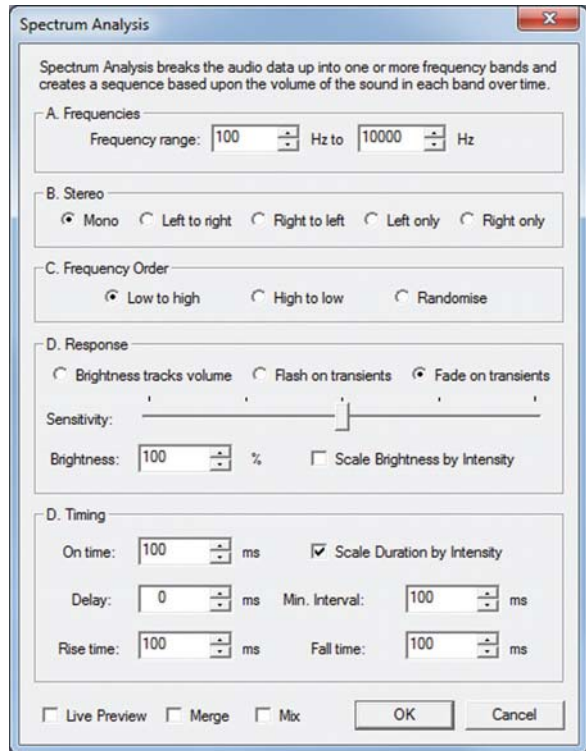 Spectrum Analysis
Spectrum Analysis breaks the audio data up into one or more frequency bands and
creates a sequence based upon the volume of the sound in each band over time.
A. Frequencies
Frequency range: 100 Hz to 10000 Hz
B. Stereo
Mono Left to right Right to left Left only Right only
C. Frequency Order
Low to high High to low Randomise
D. Response
Brightness tracks volume Flash on transients Fade on transients
Sensitivity:
Brightness: 100 % Scale Brightness by Intensity
D. Timing
On time: 100 ms Scale Duration by Intensity
Delay: 0 ms Min. Interval: 100 ms
Rise time: 100 ms Fall time: 100 ms
Live Preview Merge Mix OK Cancel